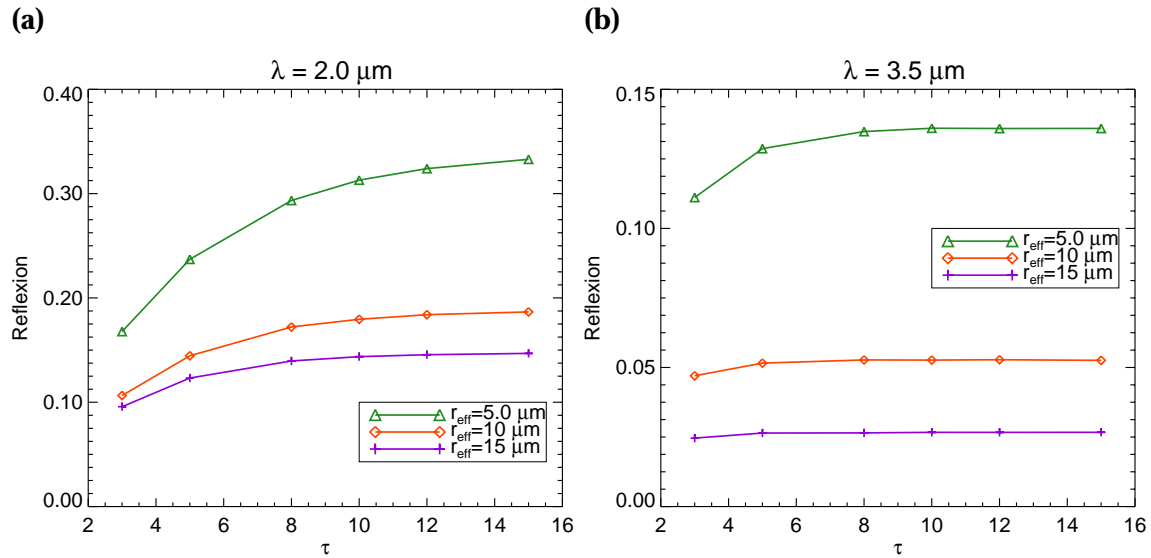 (a)
λ = 2.0 μm
0.40
0.30
0.20
0.10
0.00
Reflexion
2 4 6 8 10 12 14 16
τ
r_eff=5.0 μm
r_eff=10 μm
r_eff=15 μm
(b)
λ = 3.5 μm
0.15
0.10
0.05
0.00
Reflexion
2 4 6 8 10 12 14 16
τ
r_eff=5.0 μm
r_eff=10 μm
r_eff=15 μm